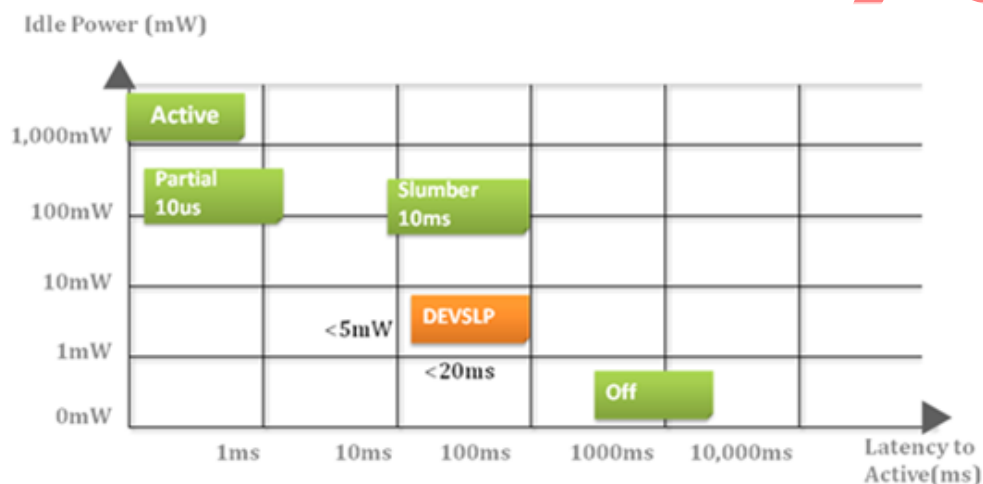 Idle Power (mW)
Active
1,000mW
Partial
10us
Slumber
10ms
100mW
10mW
DEVSLP
<5mW
1mW
<20ms
Off
0mW
1ms
10ms
100ms
1000ms
10,000ms
Latency to
Active(ms)